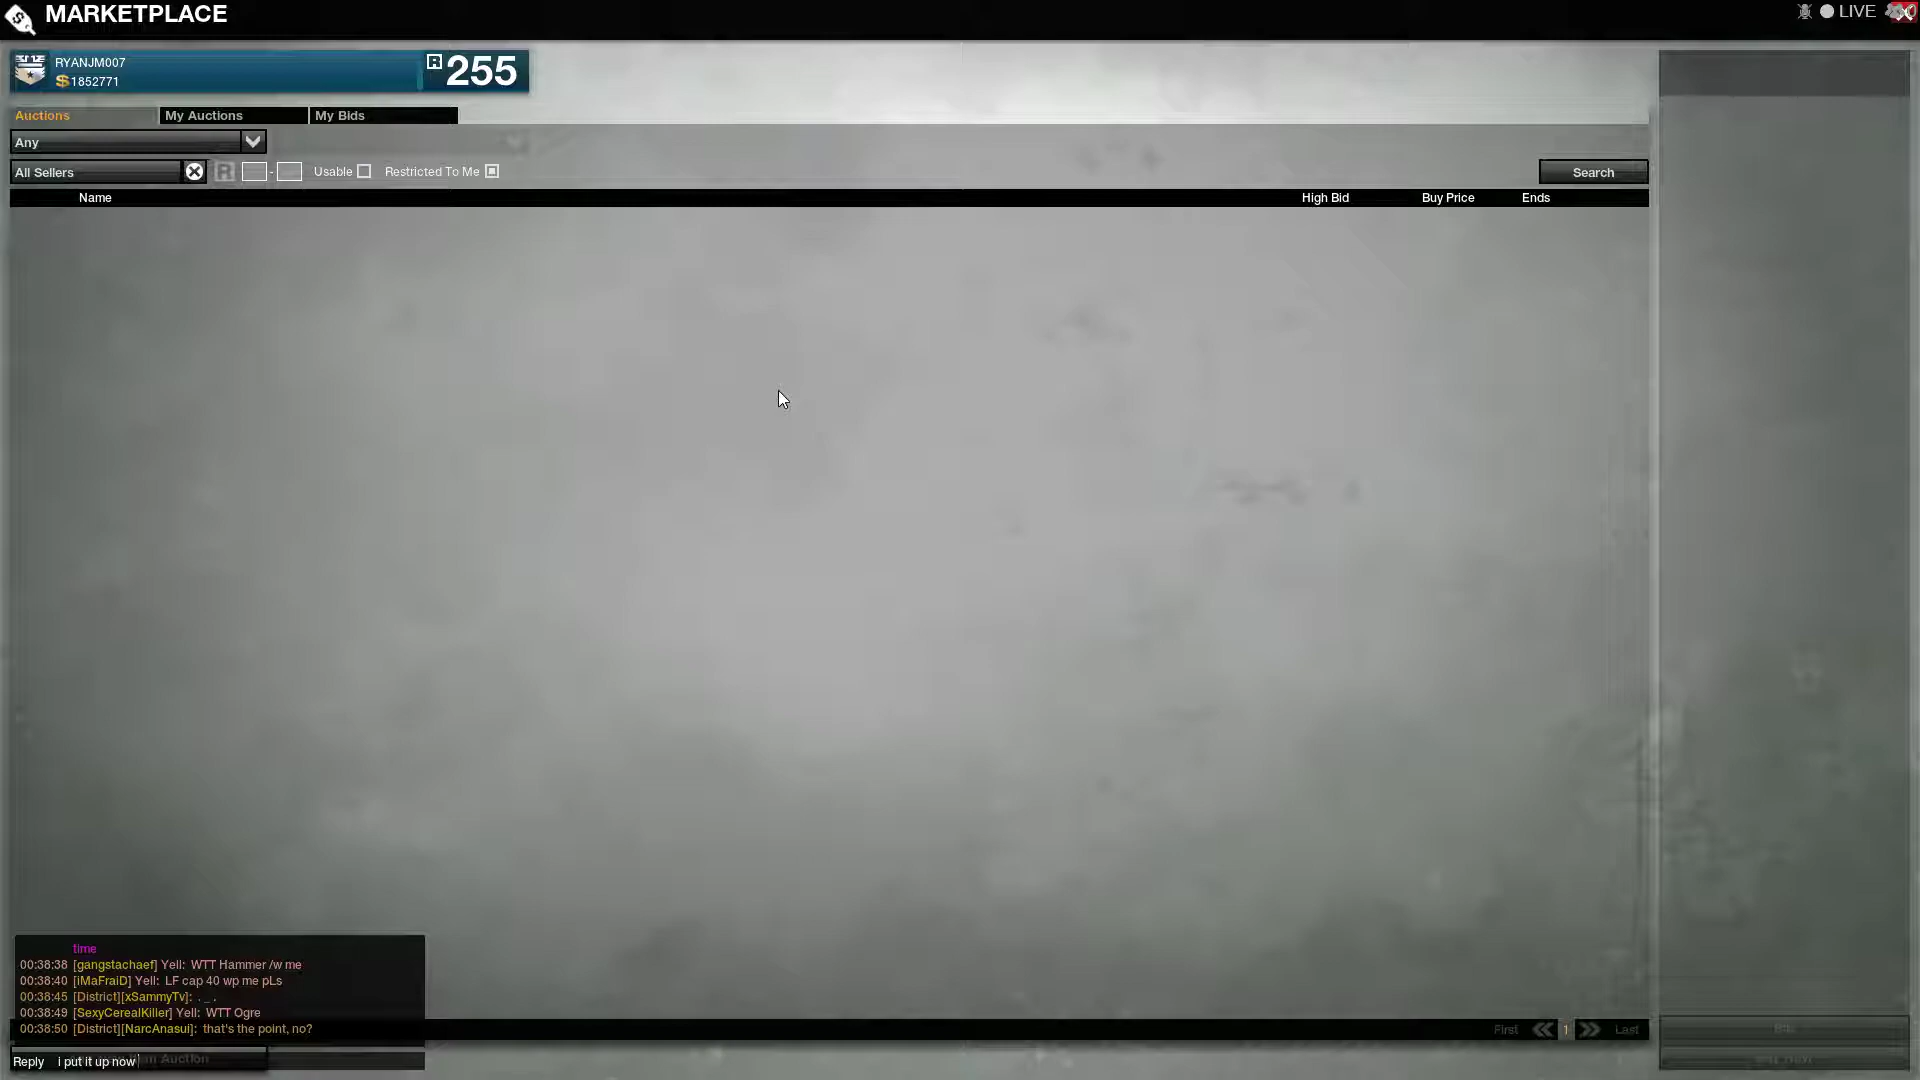 MARKETPLACE
LIVE
RYANJM007
$1852771
R 255
Auctions
My Auctions
My Bids
Any
All Sellers
R
-
Usable
Restricted To Me
Search
Name
High Bid
Buy Price
Ends
time
00:38:38 [gangstachaef] Yell: WTT Hammer /w me
00:38:40 [iMaFraiD] Yell: LF cap 40 wp me pLs
00:38:45 [District][xSammyTv]: . _ .
00:38:49 [SexyCerealKiller] Yell: WTT Ogre
00:38:50 [District][NarcAnasui]: that's the point, no?
First
1
Last
Reply i put it up now
Auction